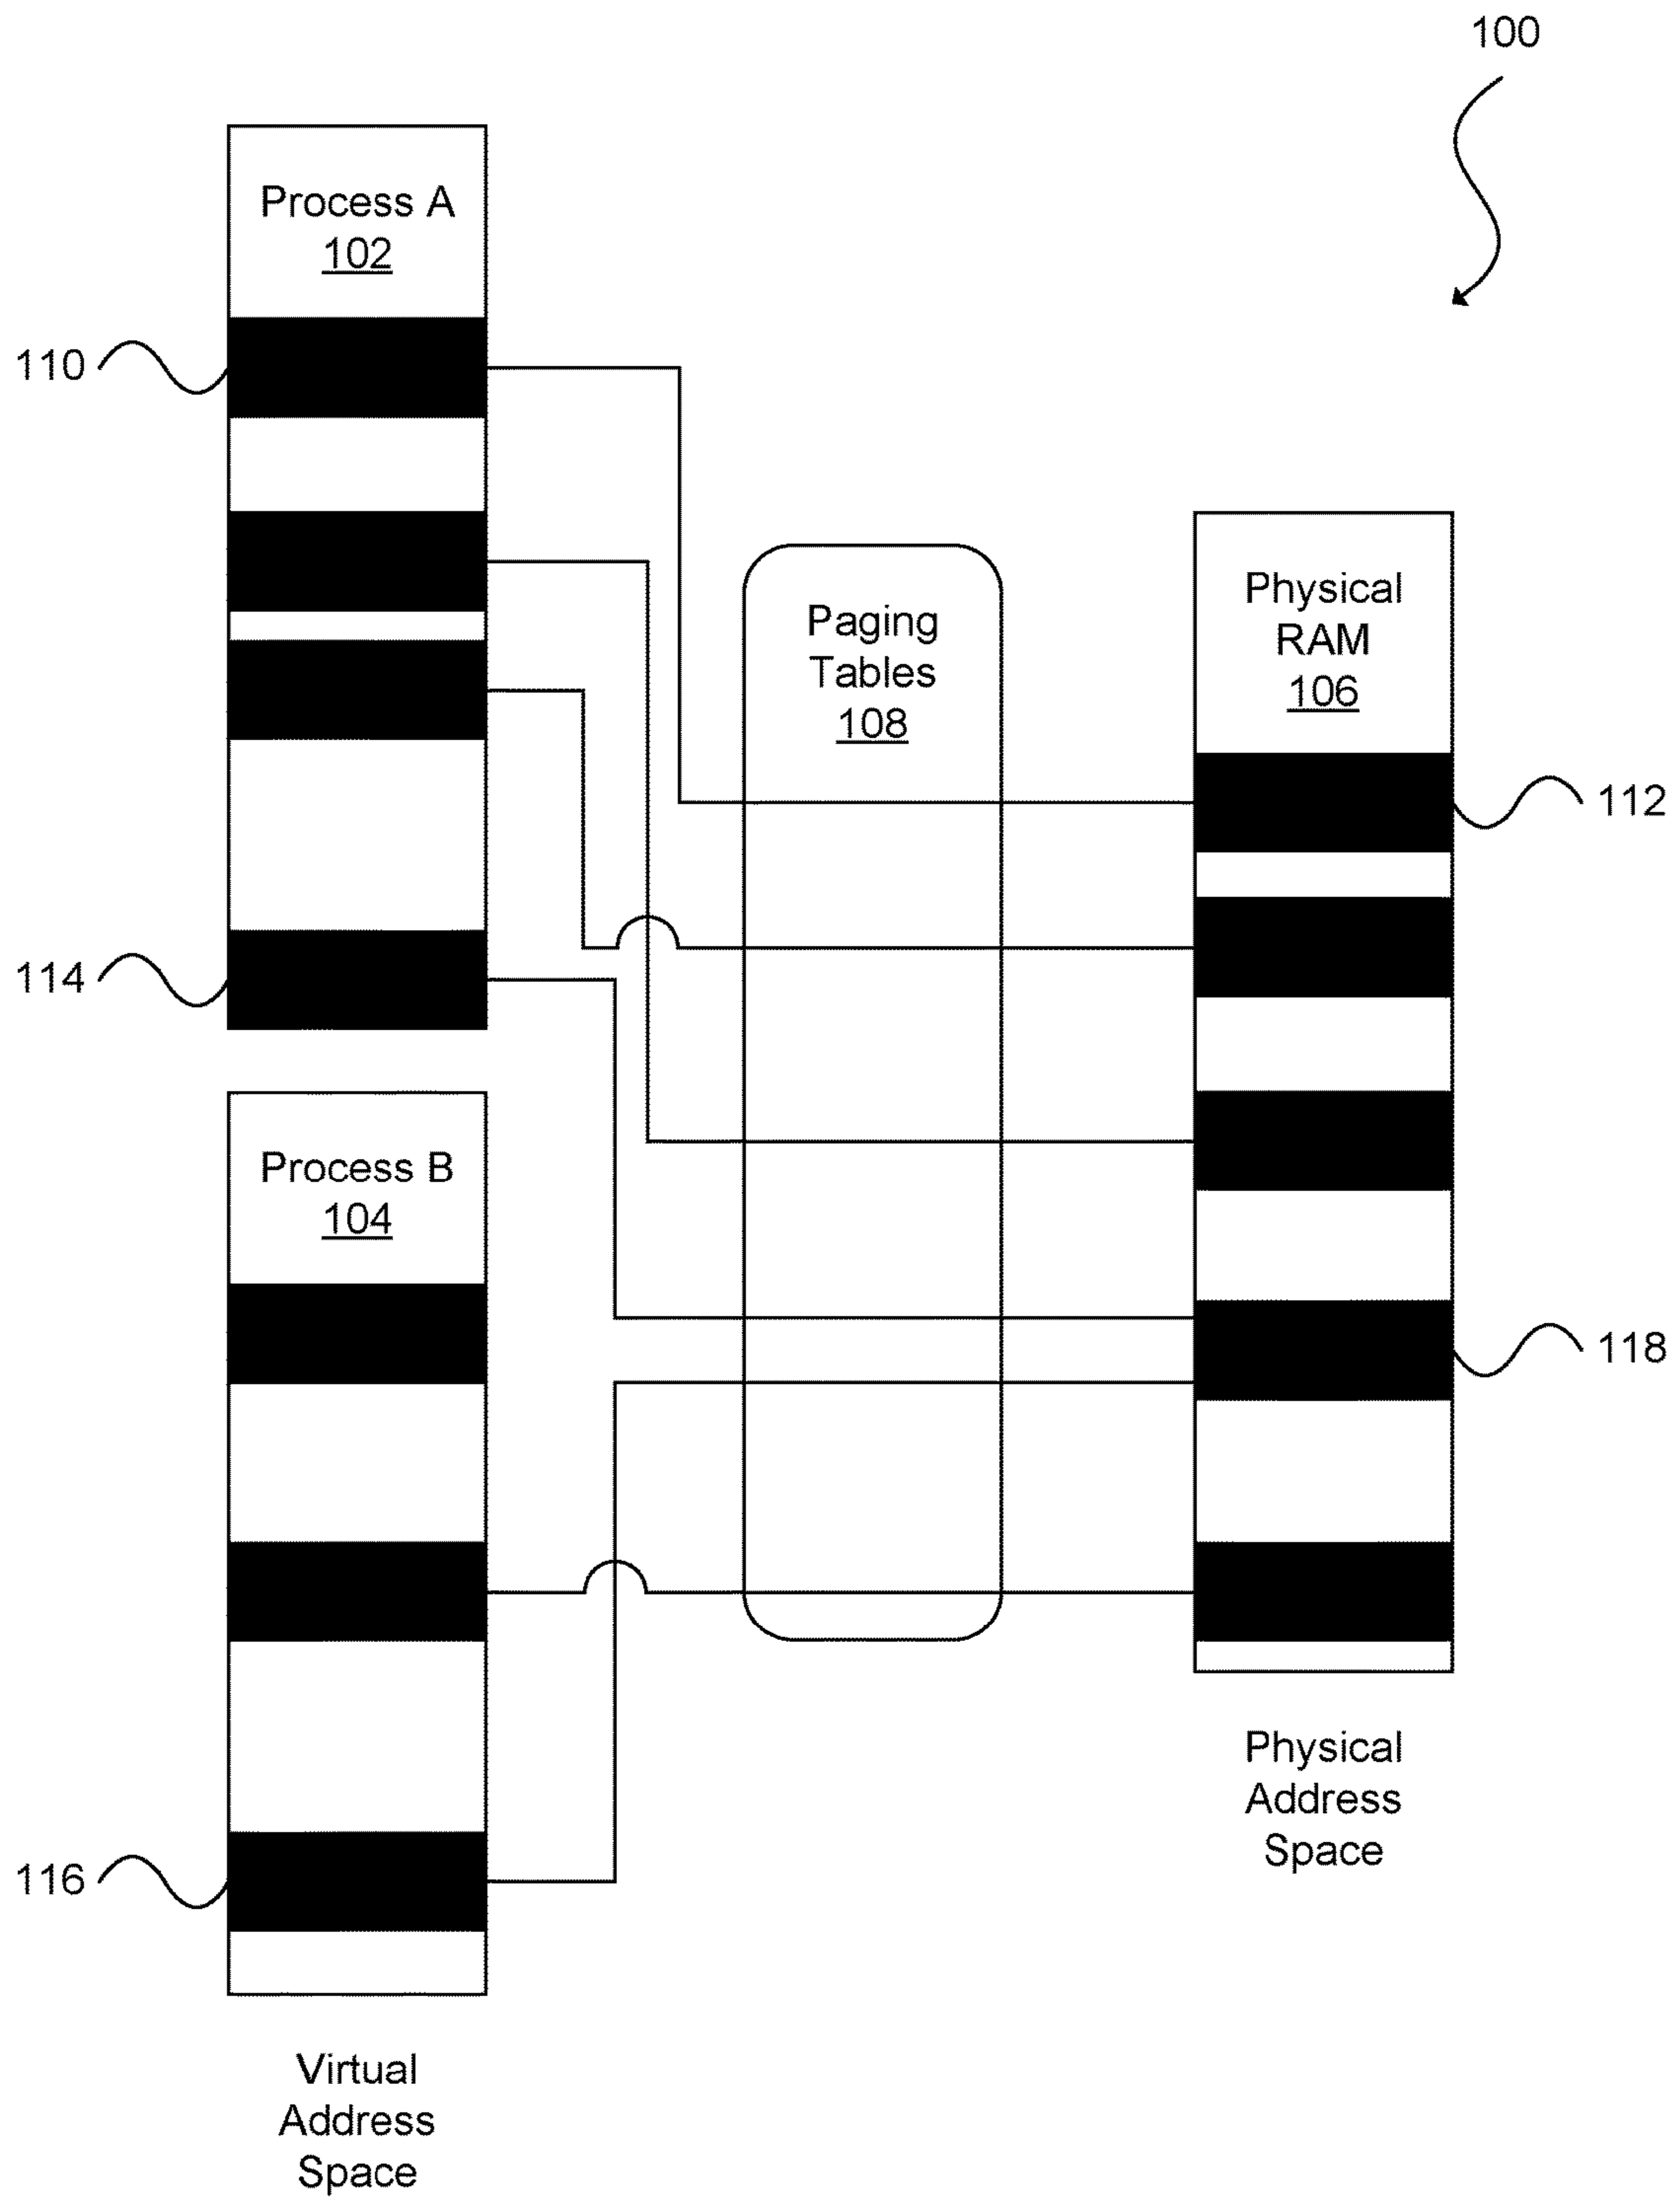 100
Process A
102
110
Paging
Tables
108
Physical
RAM
106
112
114
Process B
104
118
116
Physical
Address
Space
Virtual
Address
Space